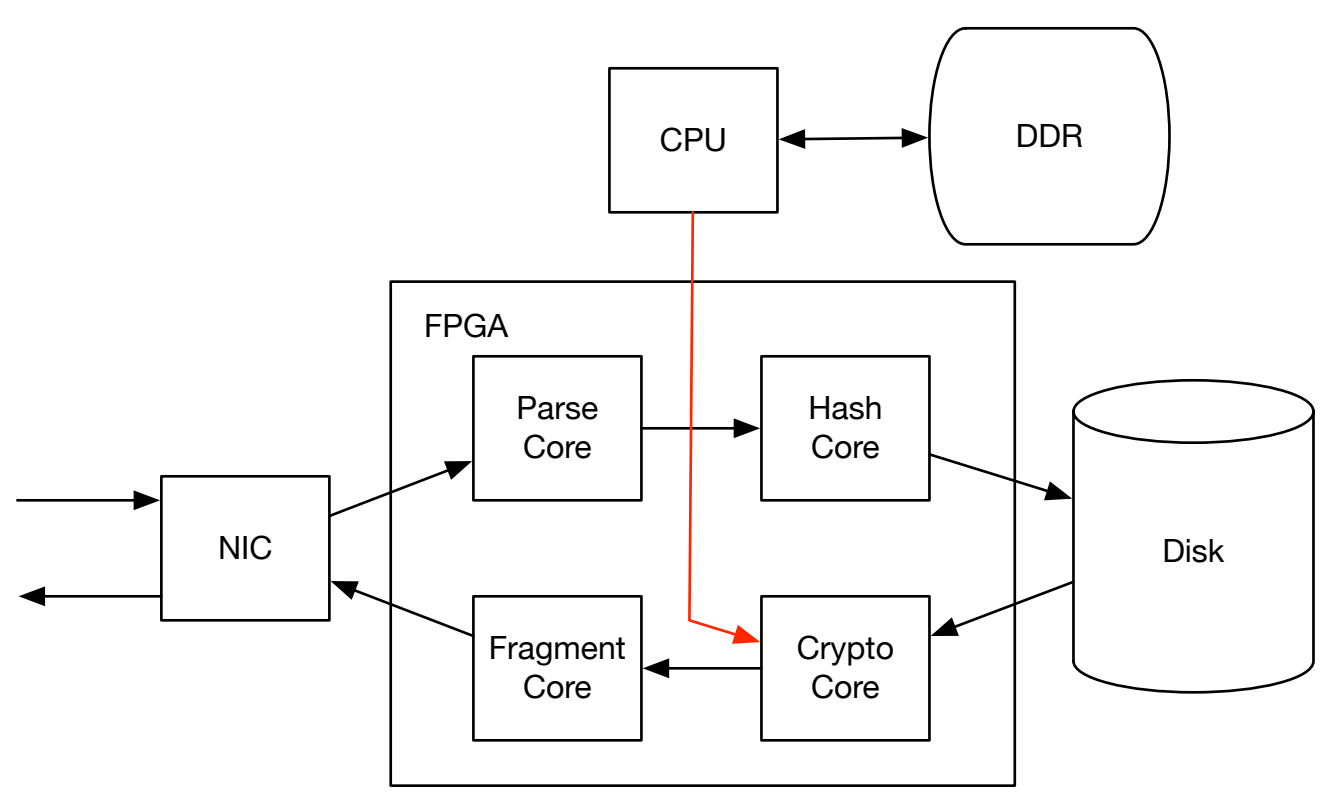 CPU
DDR
FPGA
Parse
Core
Hash
Core
NIC
Disk
Fragment
Core
Crypto
Core